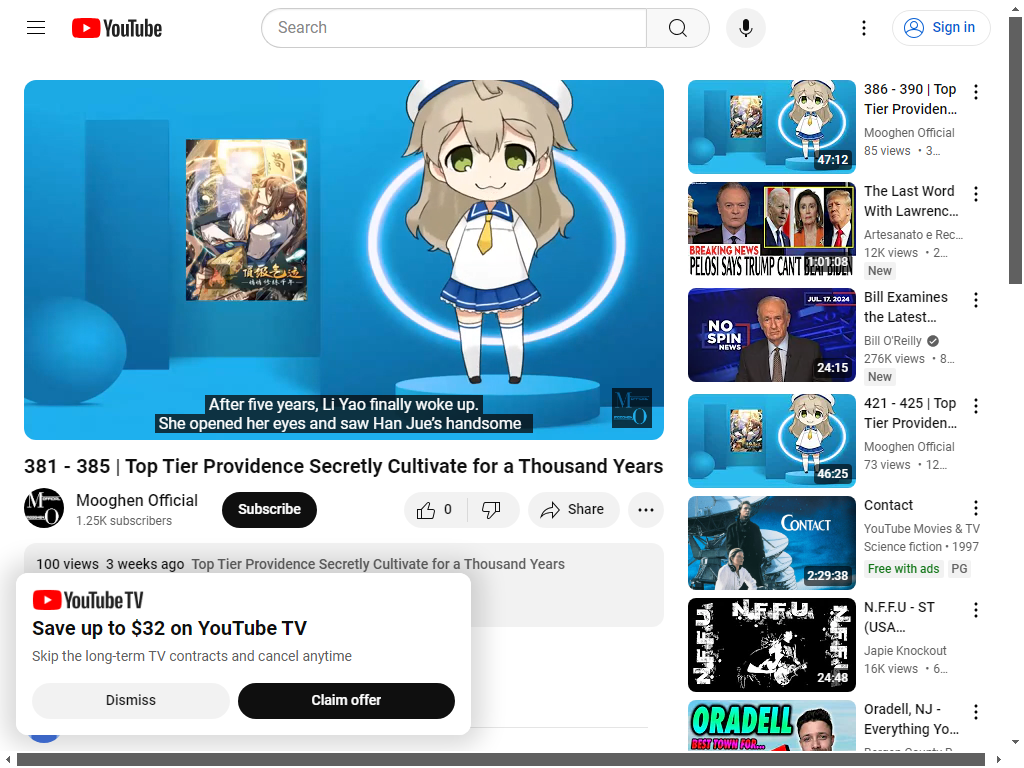 YouTube
Search
Sign in
After five years, Li Yao finally woke up.
She opened her eyes and saw Han Jue's handsome
381 - 385 | Top Tier Providence Secretly Cultivate for a Thousand Years
Mooghen Official
1.25K subscribers
Subscribe
0
Share
100 views 3 weeks ago Top Tier Providence Secretly Cultivate for a Thousand Years
YouTube TV
Save up to $32 on YouTube TV
Skip the long-term TV contracts and cancel anytime
Dismiss
Claim offer
47:12
386 - 390 | Top
Tier Providen...
Mooghen Official
85 views • 3...
BREAKING NEWS
PELOSI SAYS TRUMP CAN'T BEAT BIDEN
1:01:08
The Last Word
With Lawrenc...
Artesanato e Rec...
12K views • 2...
New
JUL. 17, 2024
NO
SPIN
NEWS
24:15
Bill Examines
the Latest...
Bill O'Reilly
276K views • 8...
New
46:25
421 - 425 | Top
Tier Providen...
Mooghen Official
73 views • 12...
CONTACT
2:29:38
Contact
YouTube Movies & TV
Science fiction • 1997
Free with ads PG
N.F.F.U.
N.F.F.U
N.F.F.U
24:48
N.F.F.U - ST
(USA...
Japie Knockout
16K views • 6...
ORADELL
BEST TOWN FOR...
Oradell, NJ -
Everything Yo...